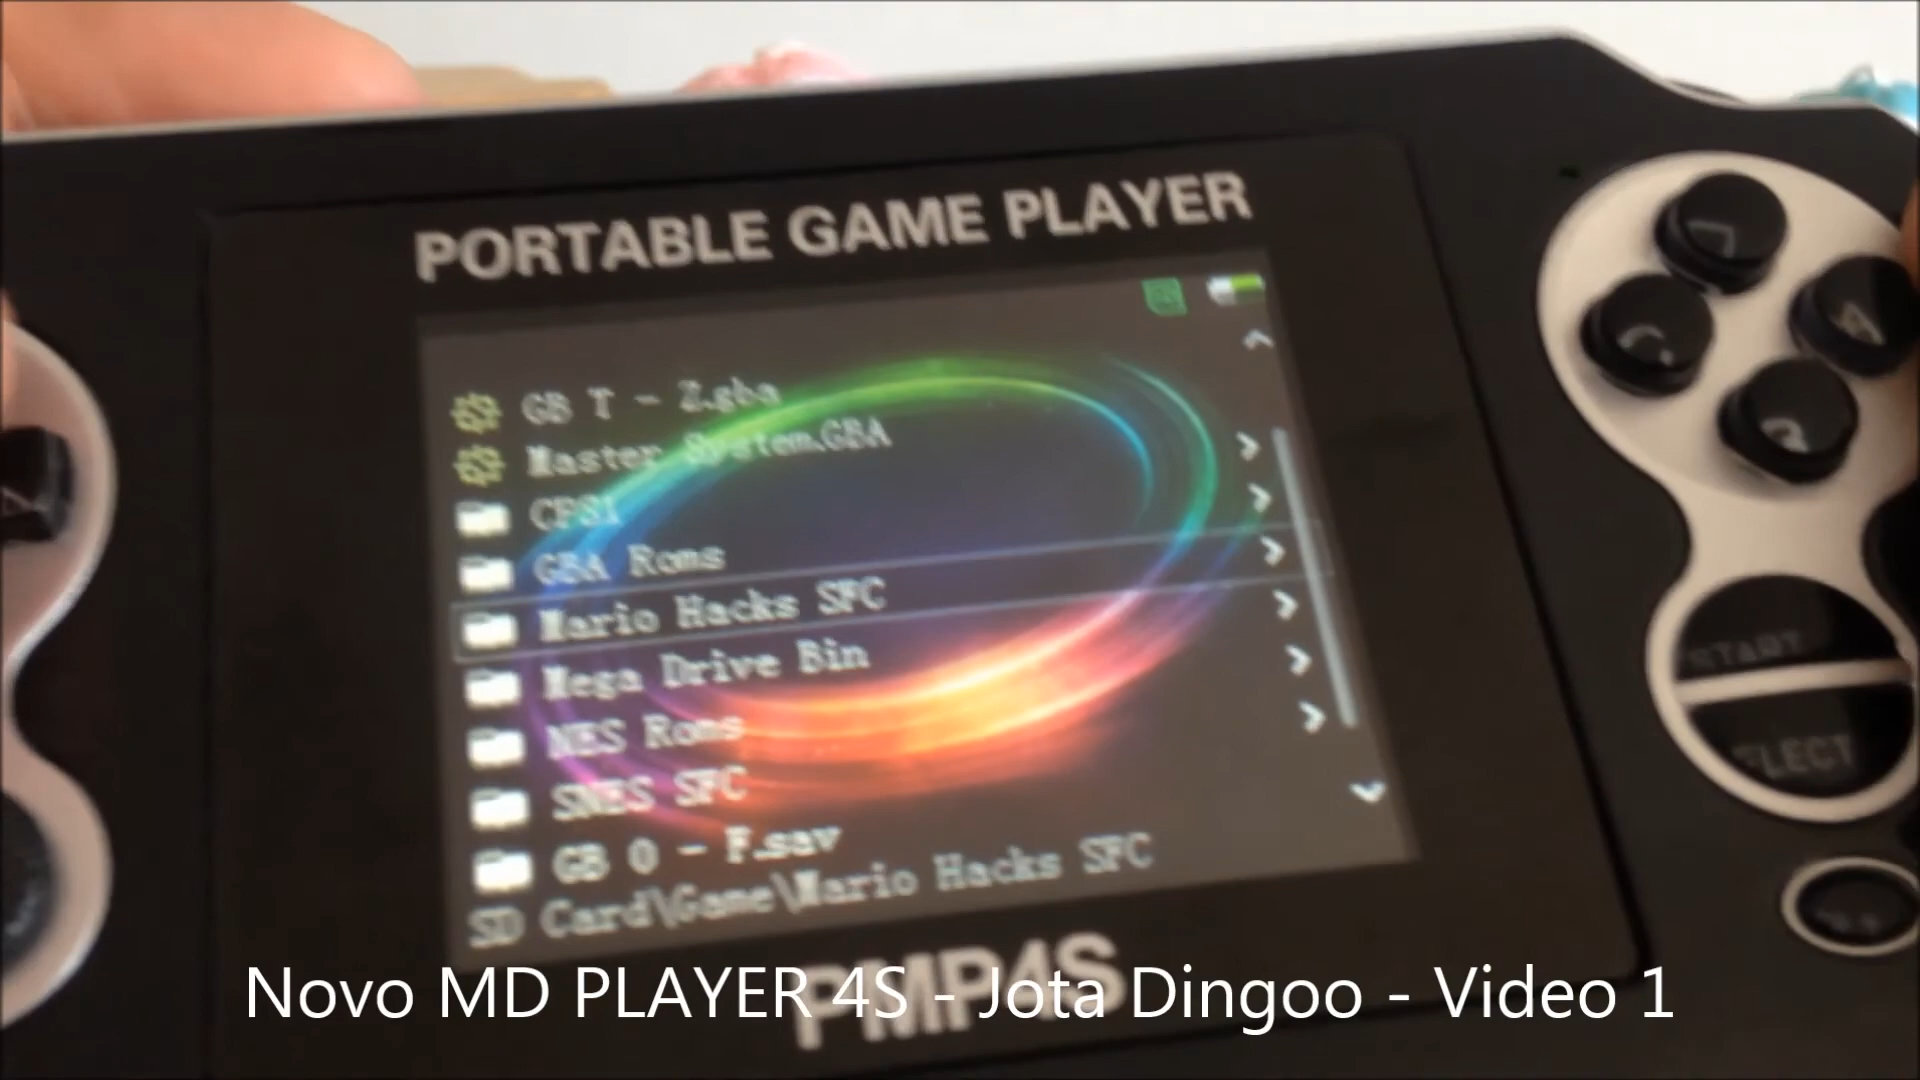 PORTABLE GAME PLAYER
GB T - Z.gba
Master System.GBA
CPS1
GBA Roms
Mario Hacks SFC
Mega Drive Bin
NES Roms
SNES SFC
GB 0 - F.sav
SD Card\Game\Mario Hacks SFC
PMP4S
A
START
SELECT
Novo MD PLAYER 4S - Jota Dingoo - Video 1